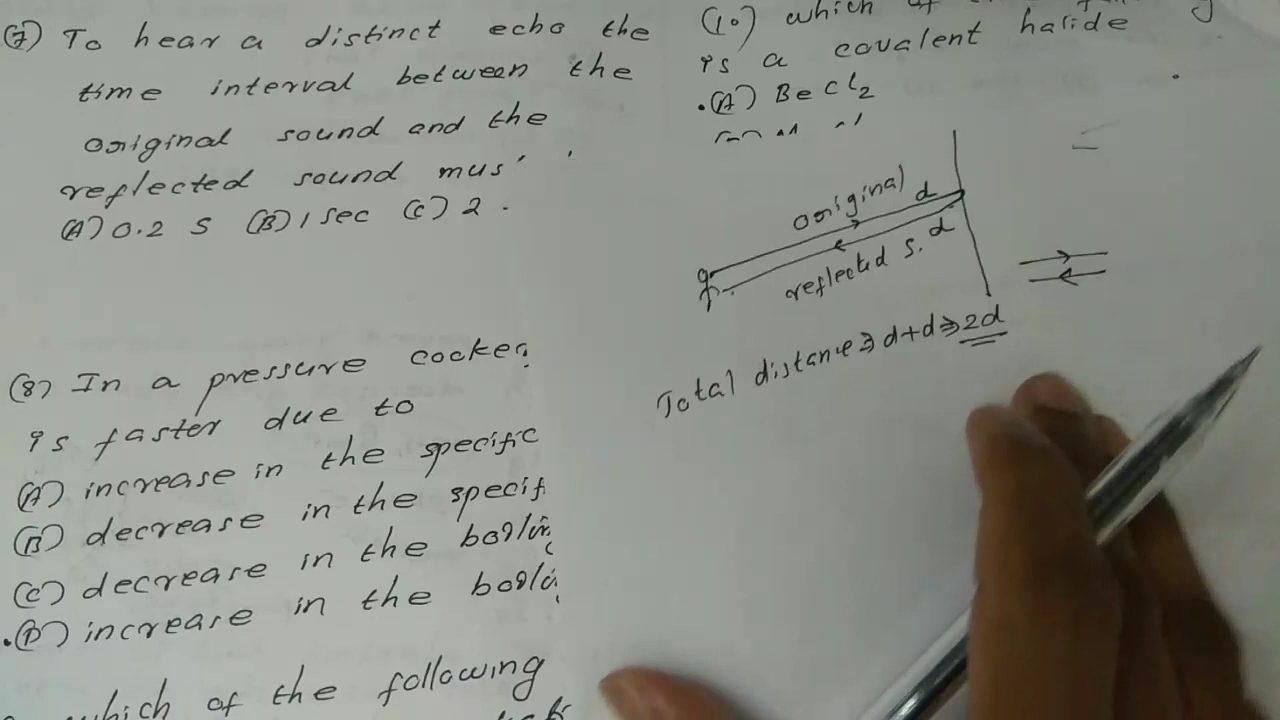 (7) To hear a distinct echo the
time interval between the
original sound and the
reflected sound
(A) 0.2 S (B) 1 sec (C) 2
(8) In a pressure cooker
is faster due to
(A) increase in the specific
(B) decrease in the specif
(C) decrease in the boilin
.(D) increase in the boilin
which of the following
(10) which of
is a covalent halide
.(A) BeCl2
original d
reflected S. d
Total distance ⇒ d+d ⇒ 2d